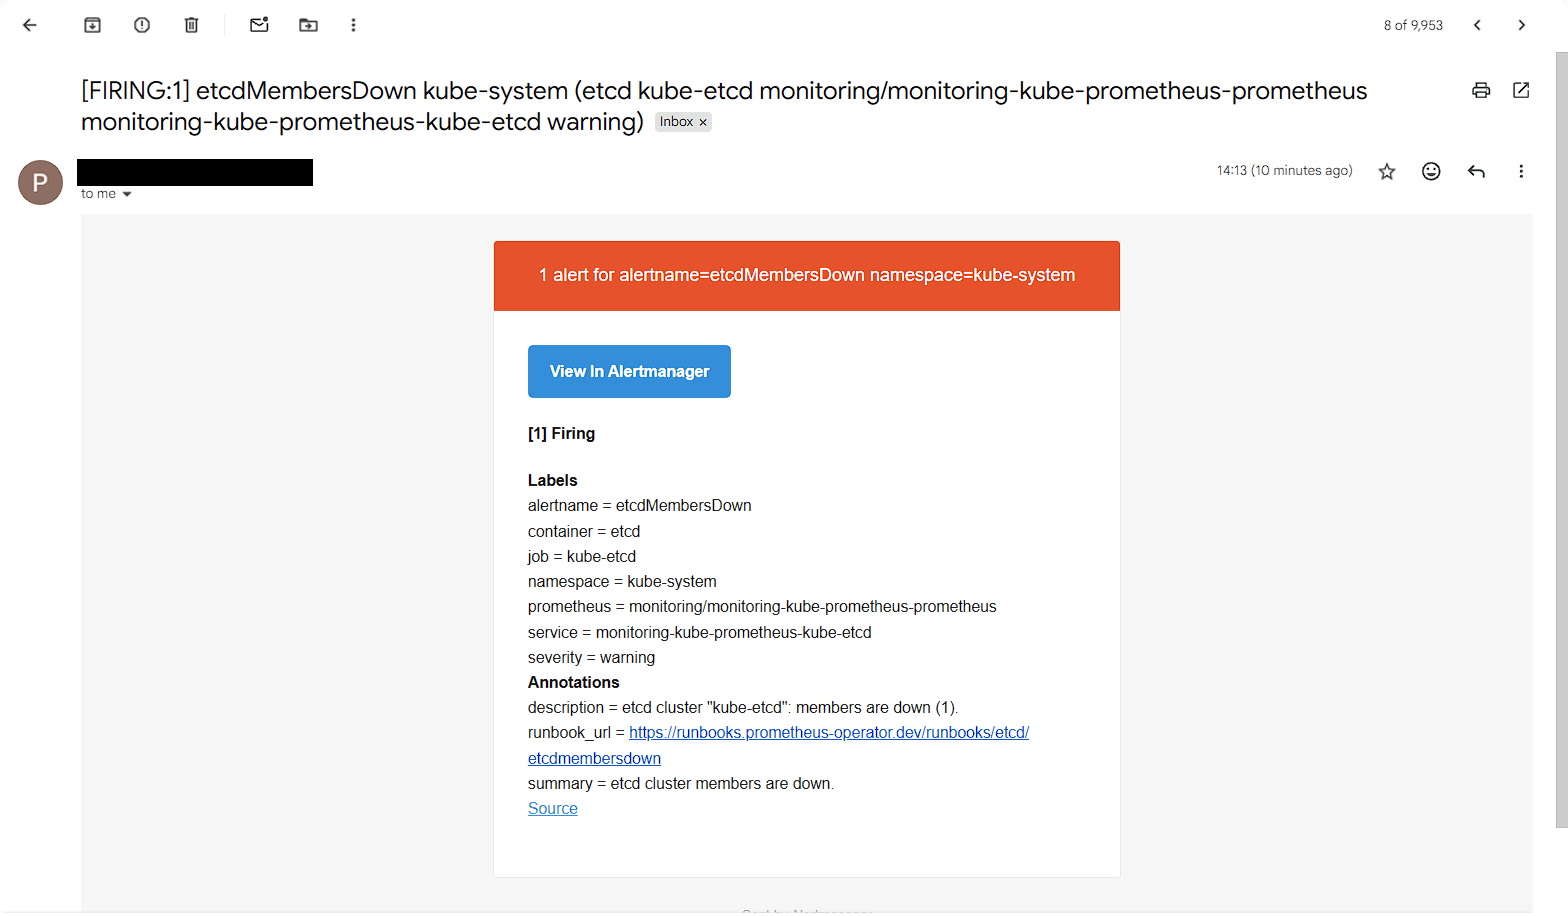 8 of 9,953
[FIRING:1] etcdMembersDown kube-system (etcd kube-etcd monitoring/monitoring-kube-prometheus-prometheus
monitoring-kube-prometheus-kube-etcd warning) Inbox ×
P
14:13 (10 minutes ago)
to me
1 alert for alertname=etcdMembersDown namespace=kube-system
View In Alertmanager
[1] Firing
Labels
alertname = etcdMembersDown
container = etcd
job = kube-etcd
namespace = kube-system
prometheus = monitoring/monitoring-kube-prometheus-prometheus
service = monitoring-kube-prometheus-kube-etcd
severity = warning
Annotations
description = etcd cluster "kube-etcd": members are down (1).
runbook_url = https://runbooks.prometheus-operator.dev/runbooks/etcd/
etcdmembersdown
summary = etcd cluster members are down.
Source